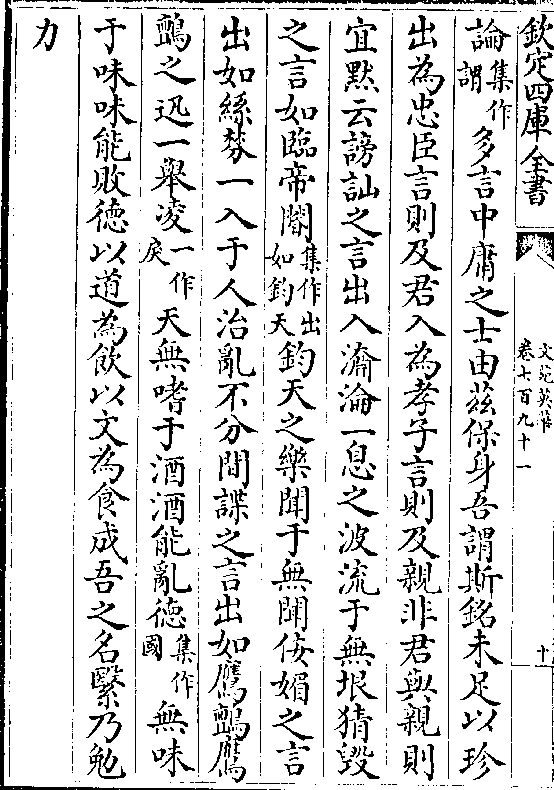 欽定四庫全書
文苑英華
卷七百九十一
十
論集作謂多言中庸之士由茲保身吾謂斯銘未足以珍
出為忠臣言則及君入為孝子言則及親非君與親則
宜默云謗訕之言出入𣿰淪一息之波流于無垠猜毁
之言如臨帝閽集作出如鈞天鈞天之樂聞于無聞侫媚之言
出如絲棼一入于人治亂不分間諜之言出如鷹鸇鷹
鸇之迅一舉凌一作戾天無嗜于酒酒能亂德集作國無味
于味味能敗德以道為飲以文為食成吾之名繄乃勉
力